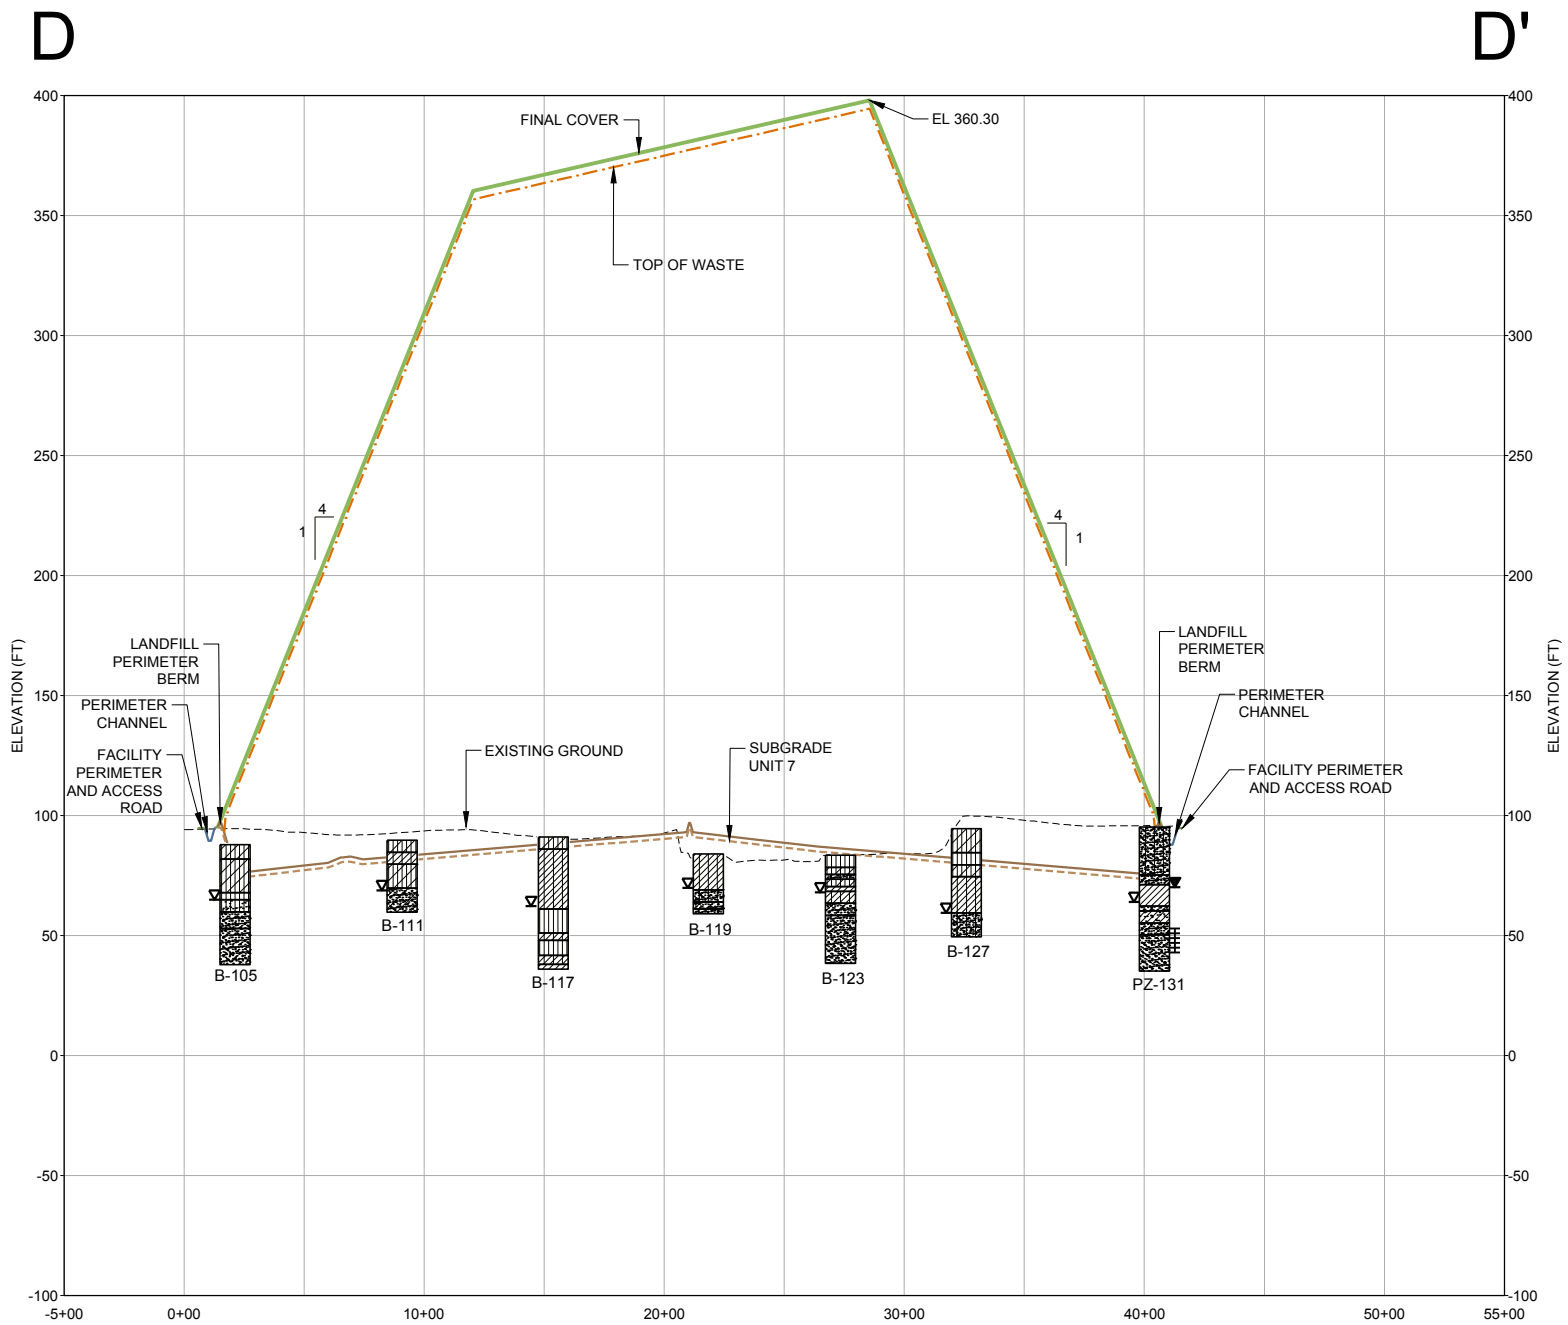 D
D'
400
400
FINAL COVER
EL 360.30
350
350
TOP OF WASTE
300
300
250
250
4
1
4
1
200
200
ELEVATION (FT)
LANDFILL
PERIMETER
BERM
LANDFILL
PERIMETER
BERM
ELEVATION (FT)
150
150
PERIMETER
CHANNEL
PERIMETER
CHANNEL
FACILITY
PERIMETER
AND ACCESS
ROAD
EXISTING GROUND
SUBGRADE
UNIT 7
FACILITY PERIMETER
AND ACCESS ROAD
100
100
50
50
B-105
B-111
B-117
B-119
B-123
B-127
PZ-131
0
0
-50
-50
-100
-100
-5+00
0+00
10+00
20+00
30+00
40+00
50+00
55+00